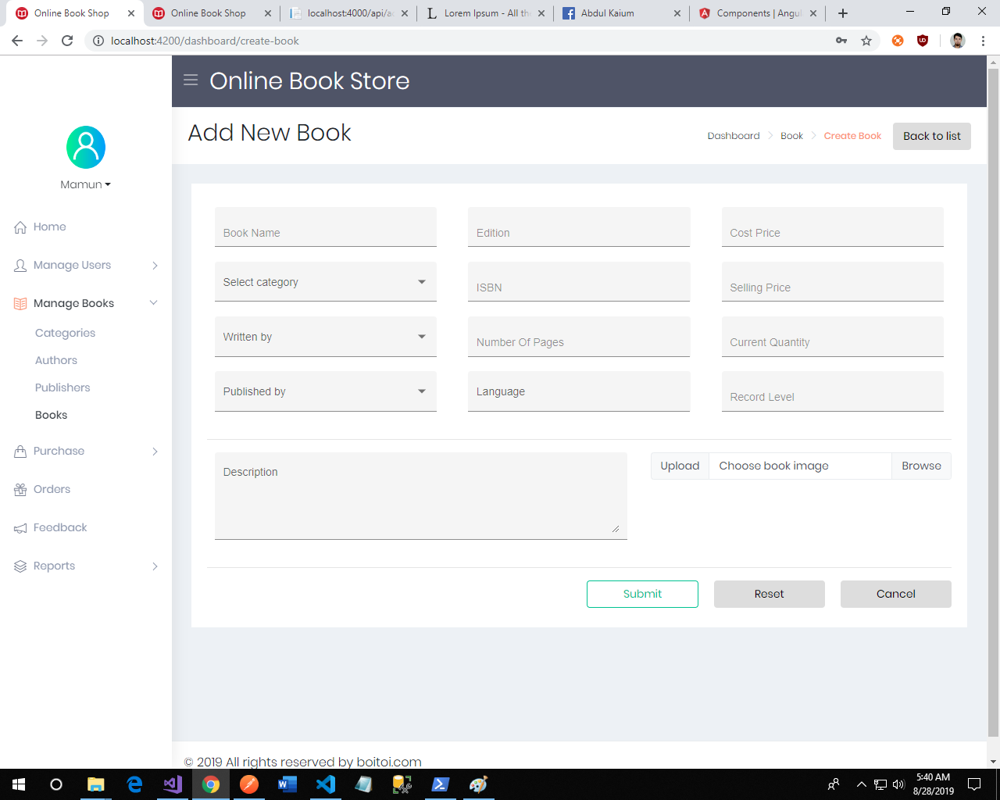 Online Book Shop
Online Book Shop
localhost:4000/api/a
Lorem Ipsum - All the
Abdul Kaium
Components | Angul
localhost:4200/dashboard/create-book
Online Book Store
Add New Book
Dashboard
Book
Create Book
Back to list
Mamun
Home
Manage Users
Manage Books
Categories
Authors
Publishers
Books
Purchase
Orders
Feedback
Reports
Book Name
Edition
Cost Price
Select category
ISBN
Selling Price
Written by
Number Of Pages
Current Quantity
Published by
Language
Record Level
Description
Upload
Choose book image
Browse
Submit
Reset
Cancel
© 2019 All rights reserved by boitoi.com
5:40 AM
8/28/2019